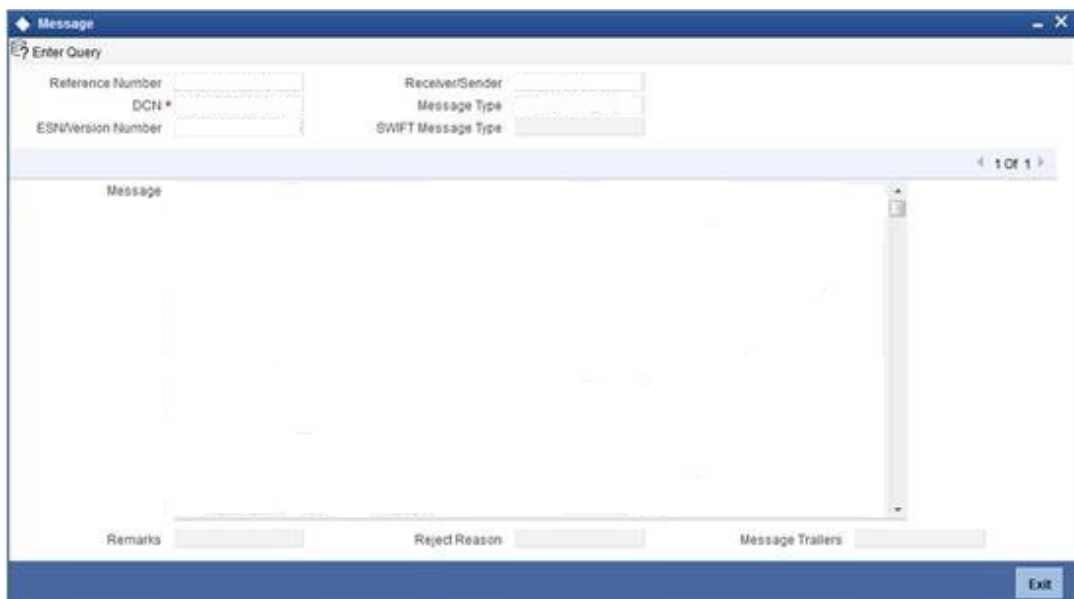 Message
Enter Query
Reference Number Receiver/Sender
DCN * Message Type
ESN/Version Number SWIFT Message Type
1 Of 1
Message
Remarks Reject Reason Message Trailers
Exit